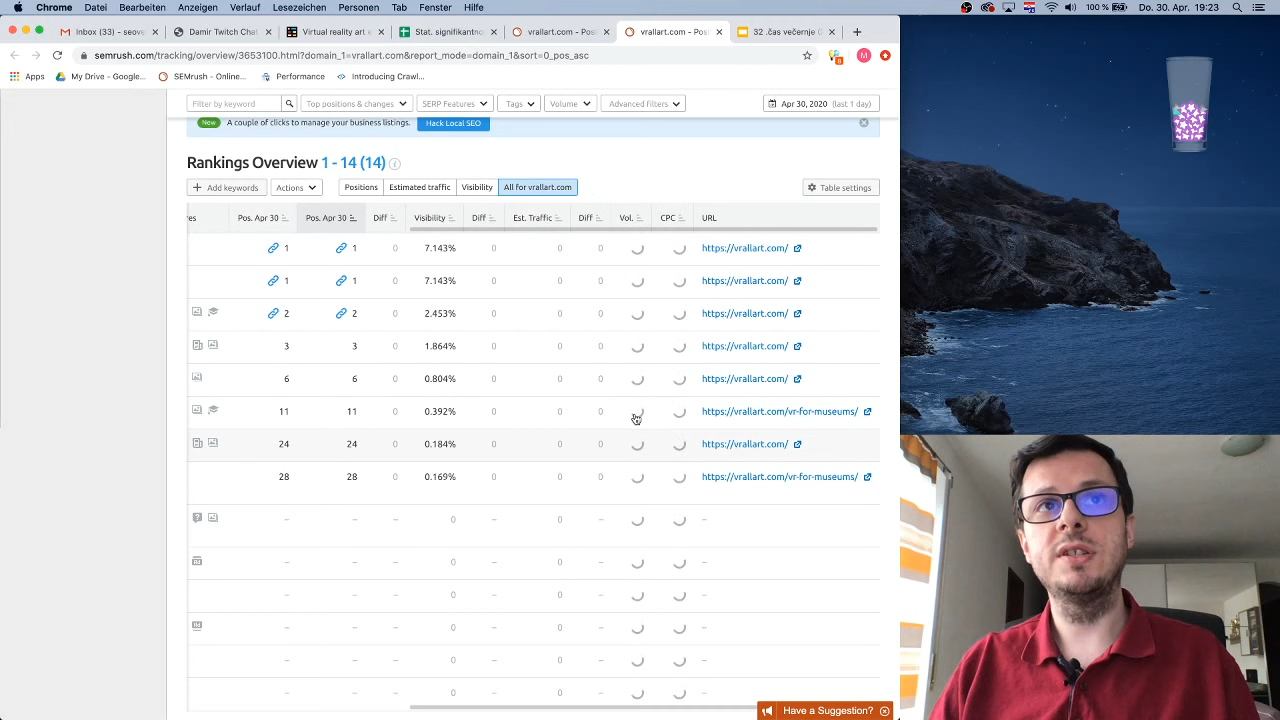 Chrome Datei Bearbeiten Anzeigen Verlauf Lesezeichen Personen Tab Fenster Hilfe 100 % Do. 30. Apr. 19:23
Inbox (33) - seove Damir Twitch Chat Virtual reality art e Stat. signifikantno vrallart.com - Pos vrallart.com - Pos S2 .čas večernje
semrush.com/tracking/overview/3653100.html?domain_1=vrallart.com&report_mode=domain_1&sort=0_pos_asc M
Apps My Drive - Google... SEMrush - Online... Performance Introducing Crawl...
Filter by keyword Top positions & changes SERP Features Tags Volume Advanced filters Apr 30, 2020 (last 1 day)
New A couple of clicks to manage your business listings. Hack Local SEO
Rankings Overview 1 - 14 (14)
Add keywords Actions Positions Estimated traffic Visibility All for vrallart.com Table settings
res Pos. Apr 30 Pos. Apr 30 Diff Visibility Diff Est. Traffic Diff Vol. CPC URL
1 1 0 7.143% 0 0 0 https://vrallart.com/
1 1 0 7.143% 0 0 0 https://vrallart.com/
2 2 0 2.453% 0 0 0 https://vrallart.com/
3 3 0 1.864% 0 0 0 https://vrallart.com/
6 6 0 0.804% 0 0 0 https://vrallart.com/
11 11 0 0.392% 0 0 0 https://vrallart.com/vr-for-museums/
24 24 0 0.184% 0 0 0 https://vrallart.com/
28 28 0 0.169% 0 0 0 https://vrallart.com/vr-for-museums/
– – – 0 – 0 – –
– – – 0 – 0 – –
– – – 0 – 0 – –
– – – 0 – 0 – –
– – – 0 – 0 – –
– – – 0 – 0 – –
Have a Suggestion?